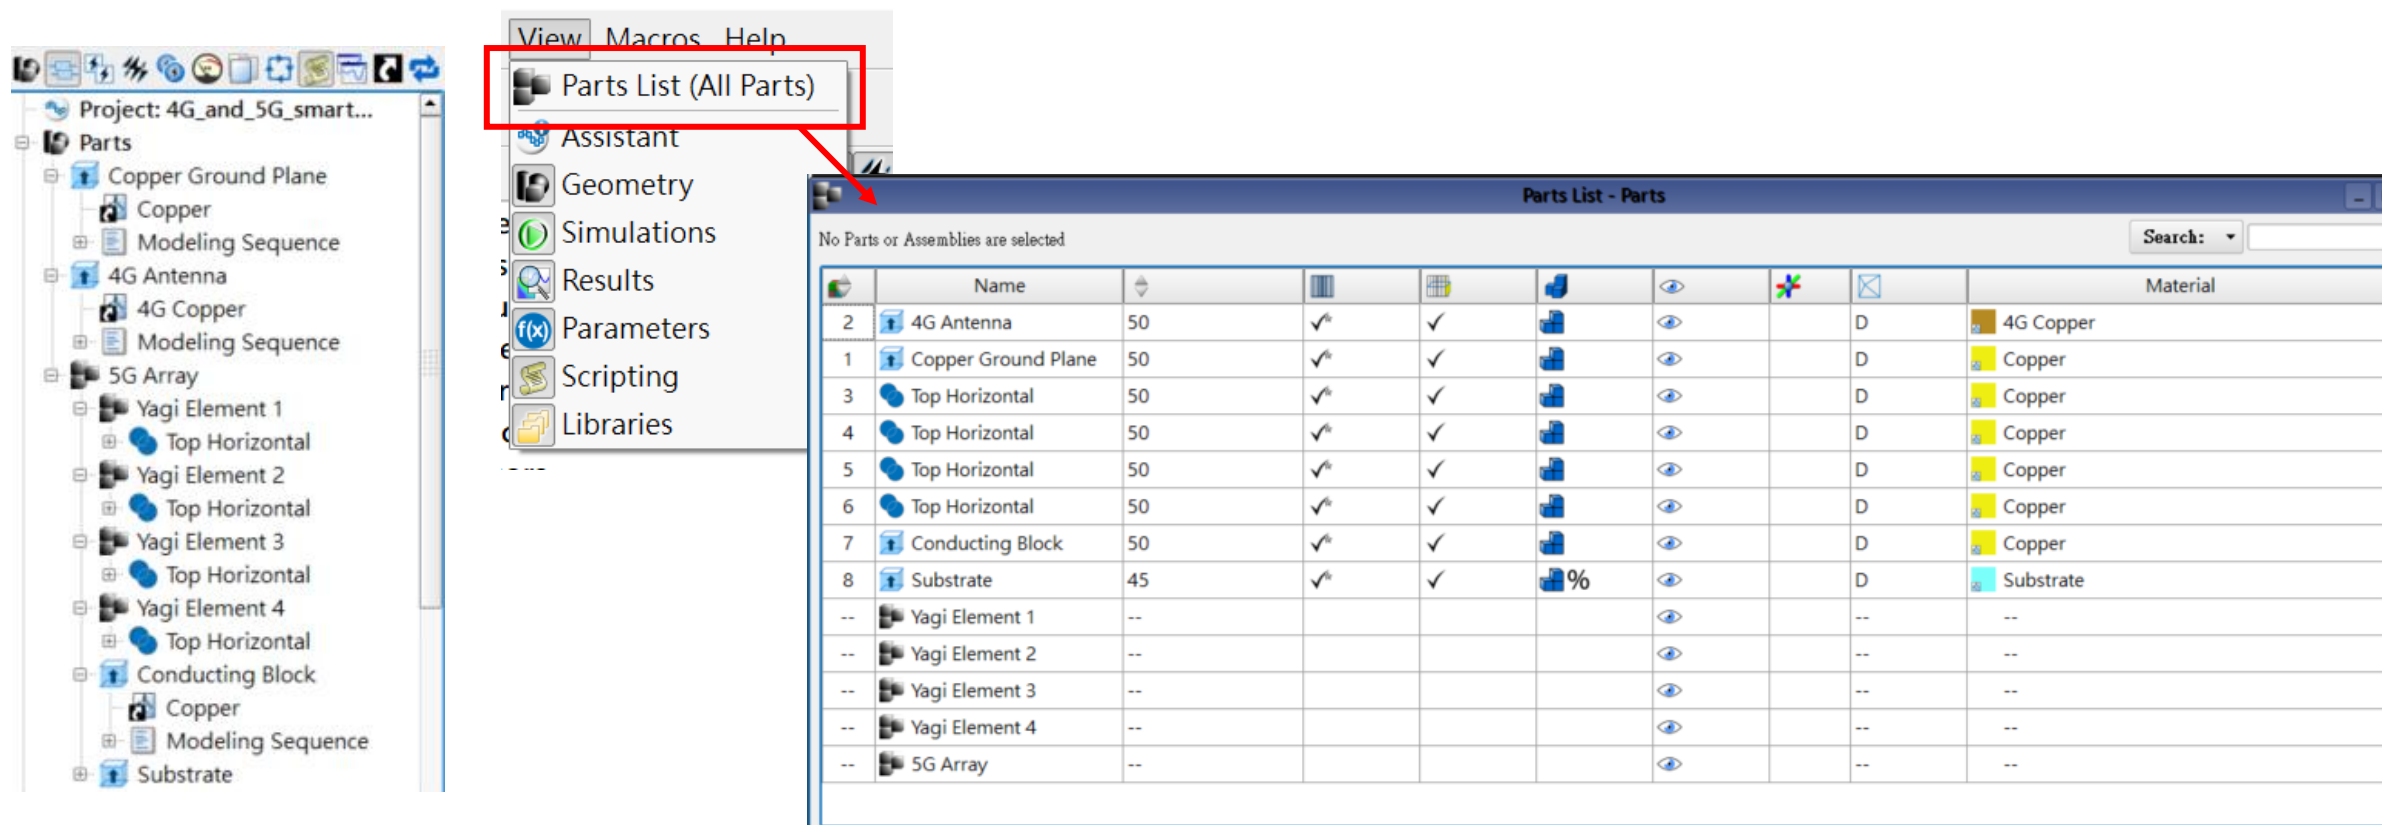 Project: 4G_and_5G_smart...
Parts
Copper Ground Plane
Copper
Modeling Sequence
4G Antenna
4G Copper
Modeling Sequence
5G Array
Yagi Element 1
Top Horizontal
Yagi Element 2
Top Horizontal
Yagi Element 3
Top Horizontal
Yagi Element 4
Top Horizontal
Conducting Block
Copper
Modeling Sequence
Substrate
View Macros Help
Parts List (All Parts)
Assistant
Geometry
Simulations
Results
f(x) Parameters
Scripting
Libraries
Parts List - Parts
No Parts or Assemblies are selected
Search:
Name Material
2 4G Antenna 50 D 4G Copper
1 Copper Ground Plane 50 D Copper
3 Top Horizontal 50 D Copper
4 Top Horizontal 50 D Copper
5 Top Horizontal 50 D Copper
6 Top Horizontal 50 D Copper
7 Conducting Block 50 D Copper
8 Substrate 45 % D Substrate
-- Yagi Element 1 -- -- --
-- Yagi Element 2 -- -- --
-- Yagi Element 3 -- -- --
-- Yagi Element 4 -- -- --
-- 5G Array -- -- --